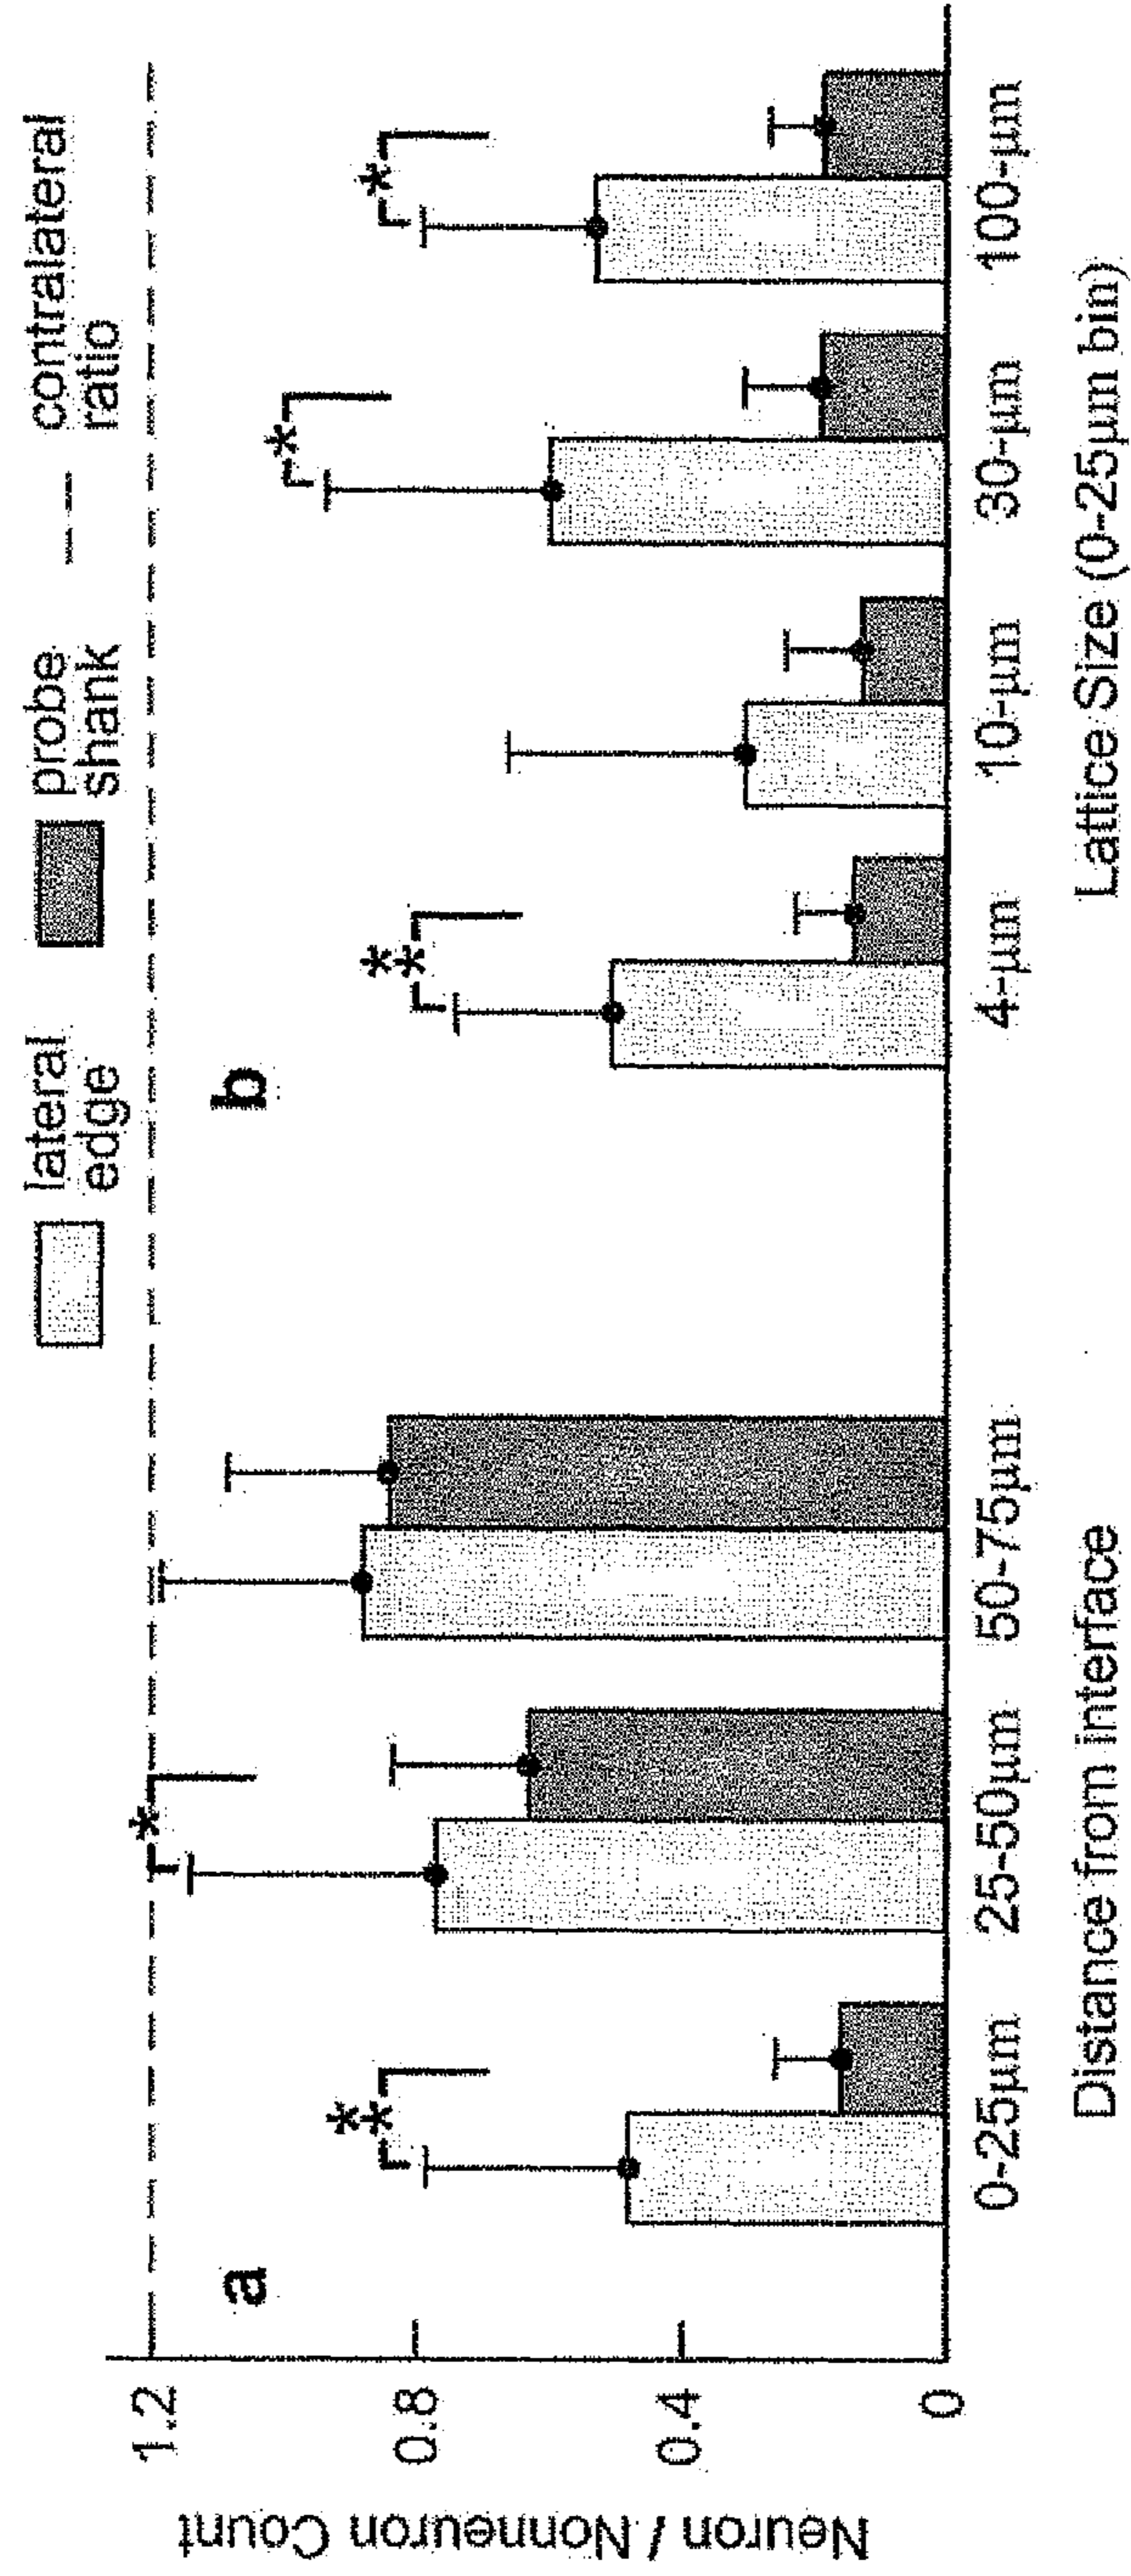 lateral edge
probe shank
contralateral ratio
a
b
**
*
**
*
*
1.2
0.8
0.4
0
Neuron / Nonneuron Count
0-25µm
25-50µm
50-75µm
4-µm
10-µm
30-µm
100-µm
Distance from interface
Lattice Size (0-25µm bin)